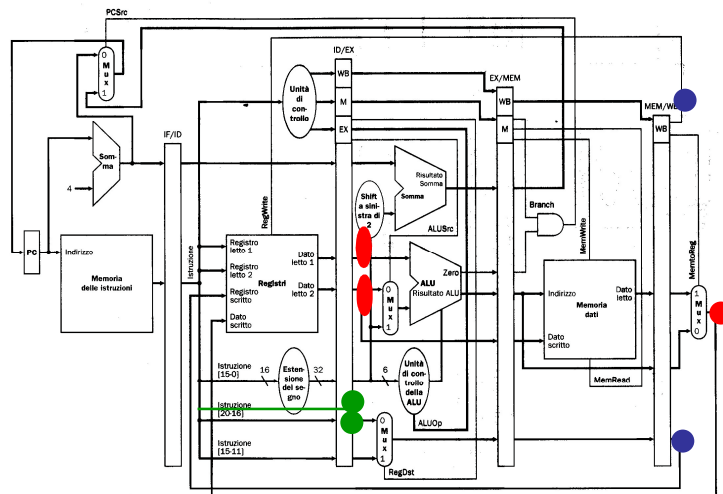 PCSrc
ID/EX
0
M
u
x
1
WB
Unità
di
controllo
M
EX
EX/MEM
WB
M
MEM/WB
WB
IF/ID
Som-
ma
4
RegWrite
Risultato
Somma
Somma
Shift
a sini-
stra di
2
ALUSrc
Branch
MemWrite
MemtoReg
PC
Indirizzo
Memoria
delle istruzioni
Istruzione
Registro
letto 1
Registro
letto 2
Registri
Registro
scritto
Dato
scritto
Dato
letto 1
Dato
letto 2
0
M
u
x
1
Zero
ALU
Risultato ALU
Indirizzo
Dato
letto
Memoria
dati
Dato
scritto
MemRead
1
M
u
x
0
Istruzione
[15-0]
16
Esten-
sione
del se-
gno
32
6
Unità
di con-
trollo
della
ALU
ALUOp
Istruzione
[20-16]
Istruzione
[15-11]
0
M
u
x
1
RegDst